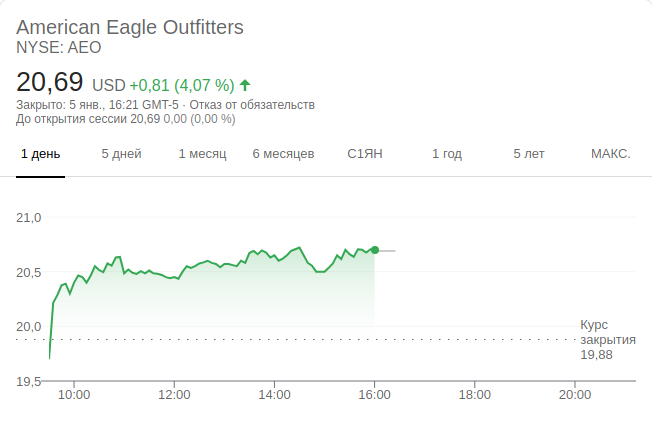 American Eagle Outfitters
NYSE: AEO
20,69 USD +0,81 (4,07 %)
Закрыто: 5 янв., 16:21 GMT-5 · Отказ от обязательств
До открытия сессии 20,69 0,00 (0,00 %)
1 день 5 дней 1 месяц 6 месяцев С1ЯН 1 год 5 лет МАКС.
21,0
20,5
20,0
Курс
закрытия
19,88
19,5
10:00 12:00 14:00 16:00 18:00 20:00